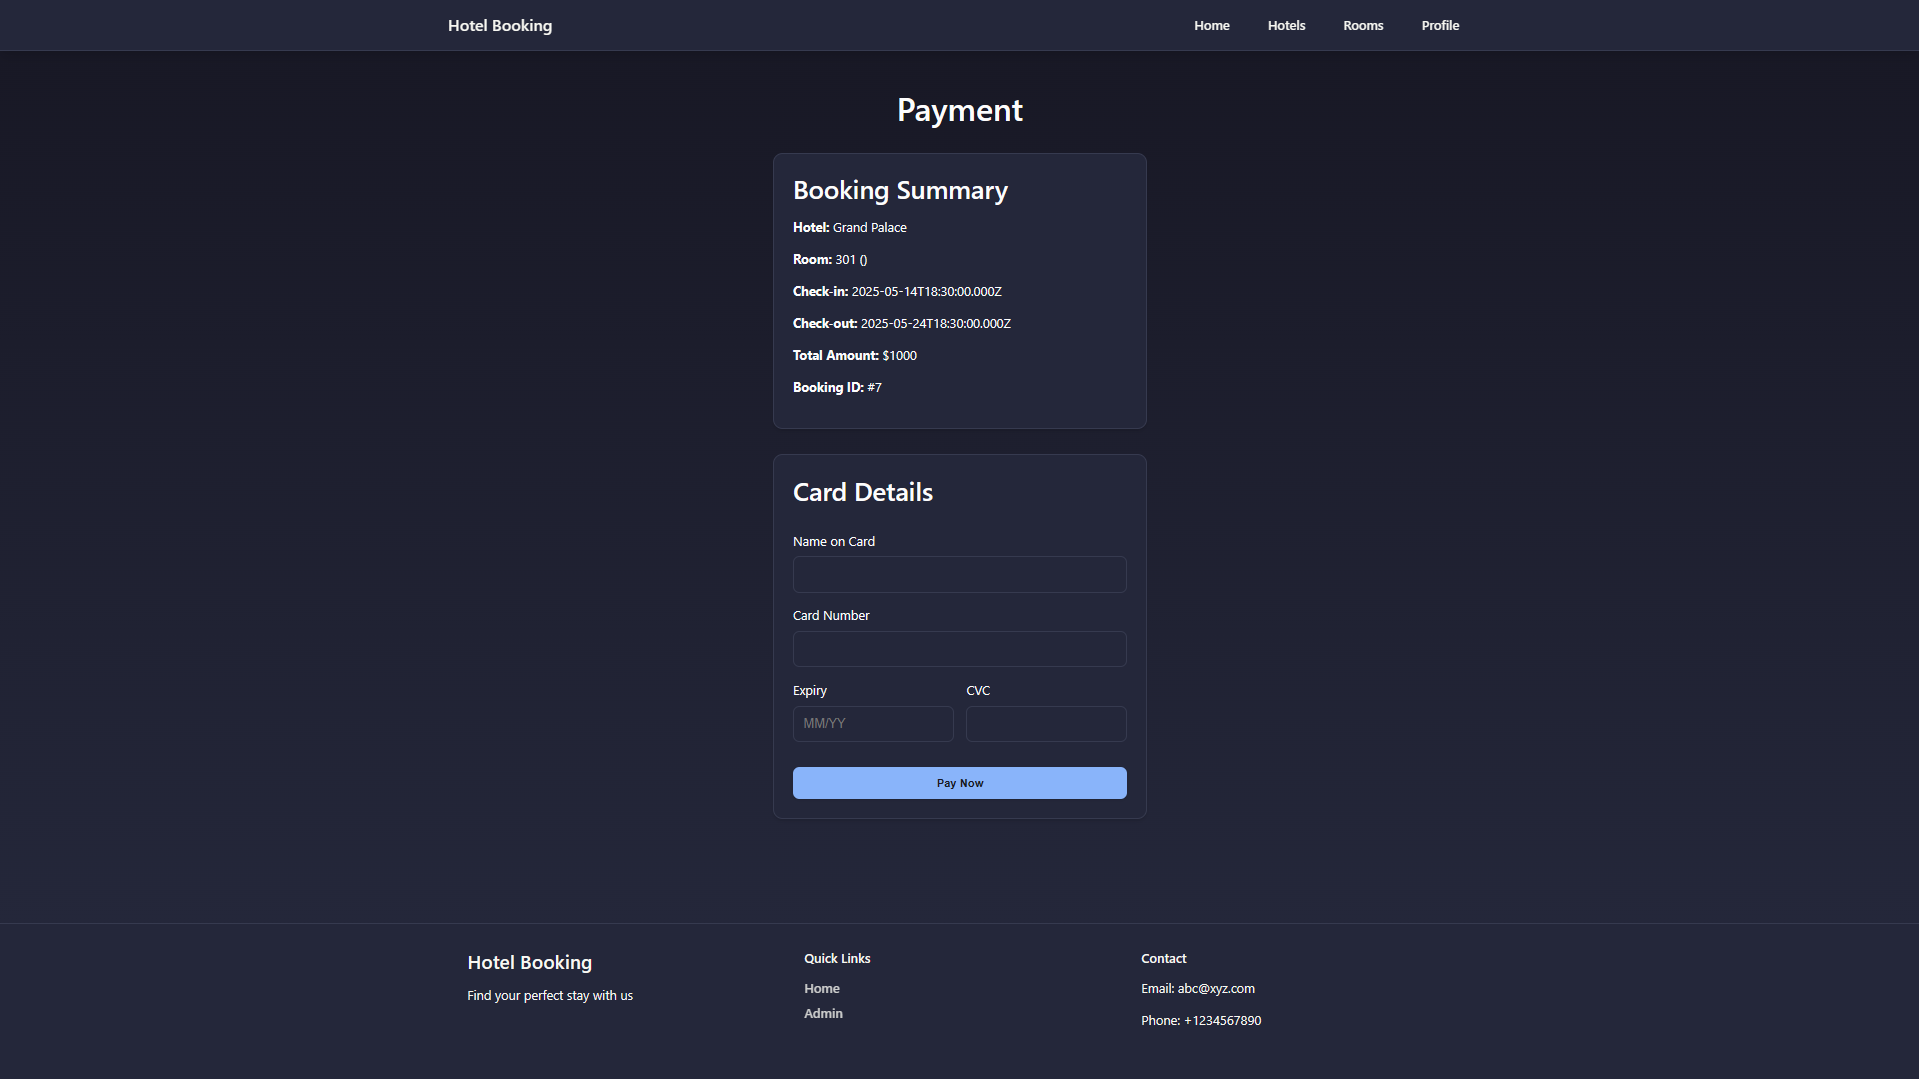 Hotel Booking
Home Hotels Rooms Profile
Payment
Booking Summary
Hotel: Grand Palace
Room: 301 ()
Check-in: 2025-05-14T18:30:00.000Z
Check-out: 2025-05-24T18:30:00.000Z
Total Amount: $1000
Booking ID: #7
Card Details
Name on Card
Card Number
Expiry CVC
MM/YY
Pay Now
Hotel Booking
Find your perfect stay with us
Quick Links
Home
Admin
Contact
Email: abc@xyz.com
Phone: +1234567890